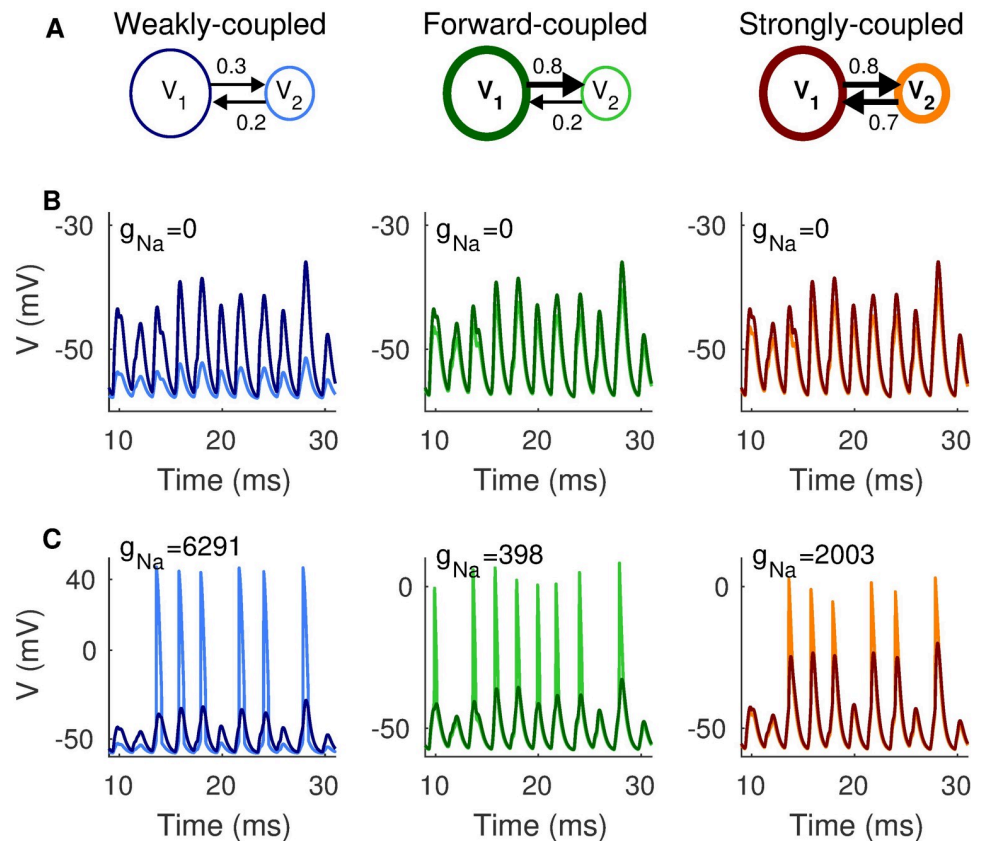 A
Weakly-coupled Forward-coupled Strongly-coupled
0.3 0.8 0.8
V1 V2 V1 V2 V1 V2
0.2 0.2 0.7
B
-30 -30 -30
gNa=0 gNa=0 gNa=0
V (mV)
-50 -50 -50
10 20 30 10 20 30 10 20 30
Time (ms) Time (ms) Time (ms)
C
gNa=6291 gNa=398 gNa=2003
40 0 0
0
V (mV)
-50 -50 -50
10 20 30 10 20 30 10 20 30
Time (ms) Time (ms) Time (ms)